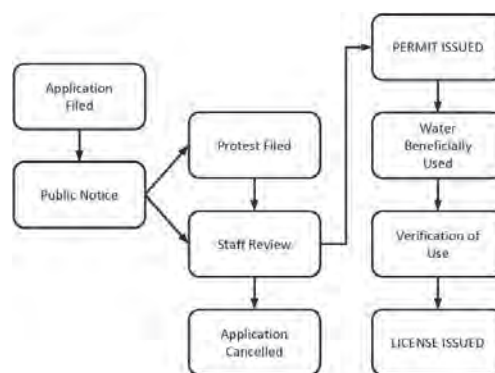 Application
Filed
Public Notice
Protest Filed
Staff Review
Application
Cancelled
PERMIT ISSUED
Water
Beneficially
Used
Verification of
Use
LICENSE ISSUED